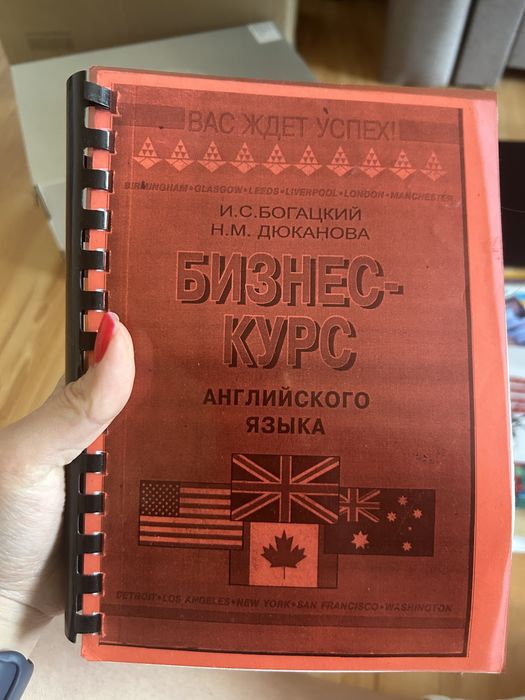 ВАС ЖДЕТ УСПЕХ!
BIRMINGHAM • GLASGOW • LEEDS • LIVERPOOL • LONDON • MANCHESTER
И.С.БОГАЦКИЙ
Н.М. ДЮКАНОВА
БИЗНЕС-
КУРС
АНГЛИЙСКОГО
ЯЗЫКА
DETROIT • LOS ANGELES • NEW YORK • SAN FRANCISCO • WASHINGTON